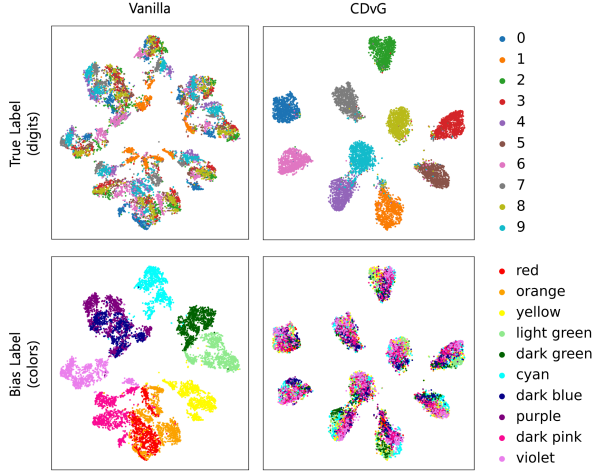 Vanilla
CDvG
True Label
(digits)
0
1
2
3
4
5
6
7
8
9
Bias Label
(colors)
red
orange
yellow
light green
dark green
cyan
dark blue
purple
dark pink
violet